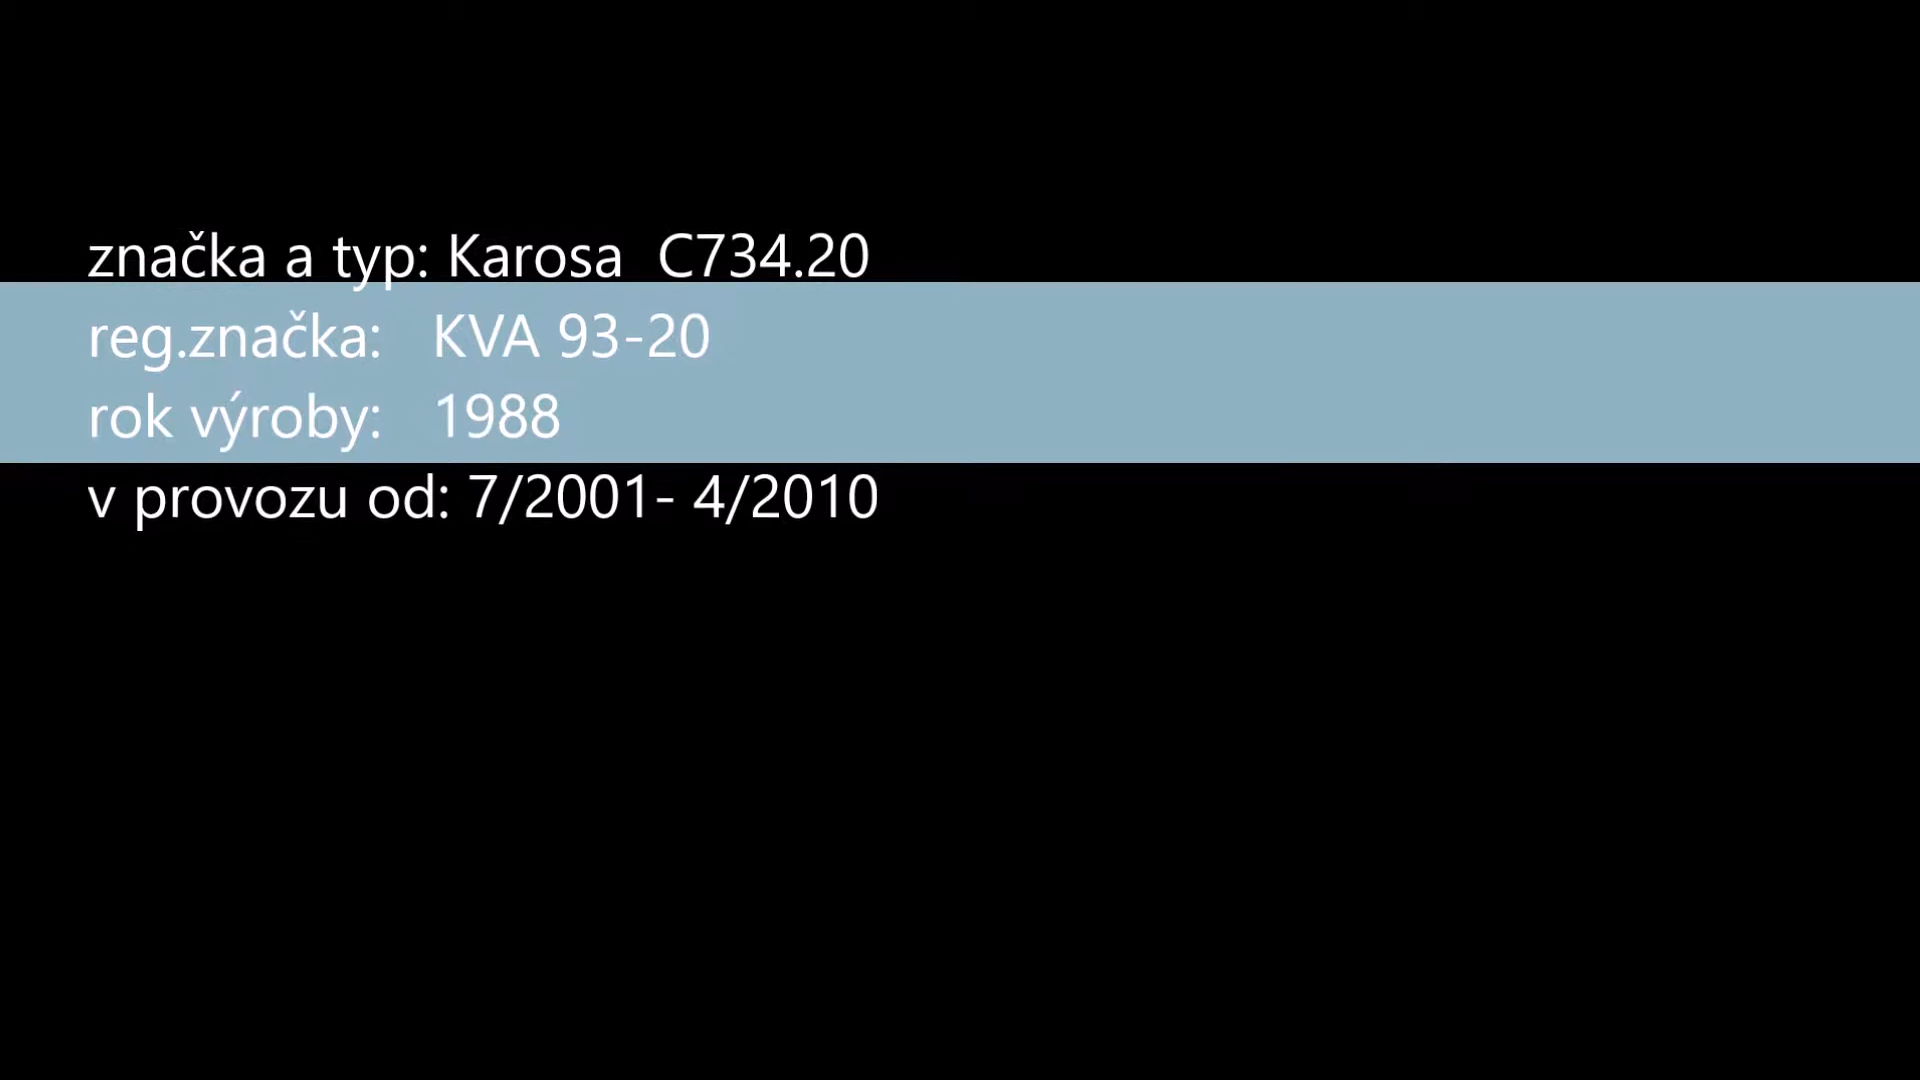 značka a typ: Karosa  C734.20
reg.značka:   KVA 93-20
rok výroby:   1988
v provozu od: 7/2001- 4/2010